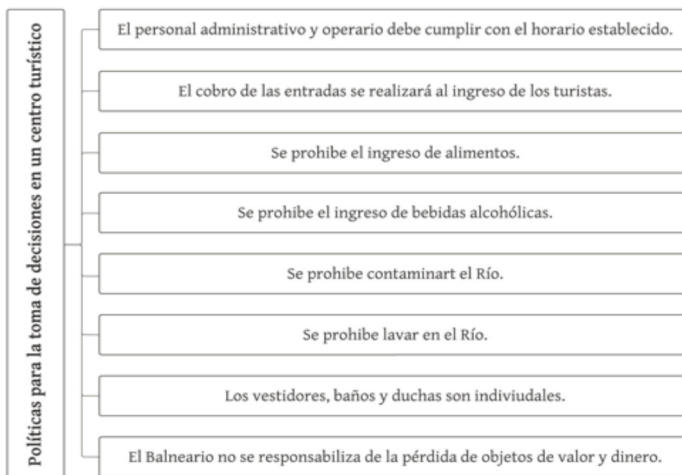 Políticas para la toma de decisiones en un centro turístico
El personal administrativo y operario debe cumplir con el horario establecido.
El cobro de las entradas se realizará al ingreso de los turistas.
Se prohibe el ingreso de alimentos.
Se prohibe el ingreso de bebidas alcohólicas.
Se prohibe contaminart el Río.
Se prohibe lavar en el Río.
Los vestidores, baños y duchas son indiviudales.
El Balneario no se responsabiliza de la pérdida de objetos de valor y dinero.